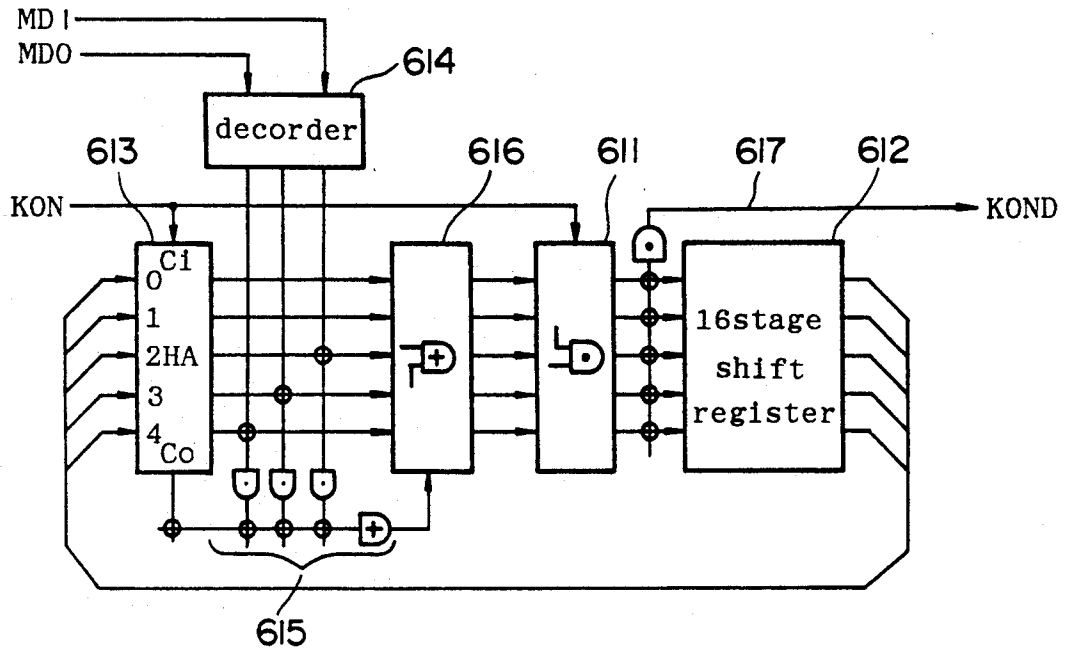 MD1
MD0
614
decorder
613
616
611
617
612
KON
KOND
Ci
0
1
2HA
3
4
Co
+
16stage
shift
register
+
615